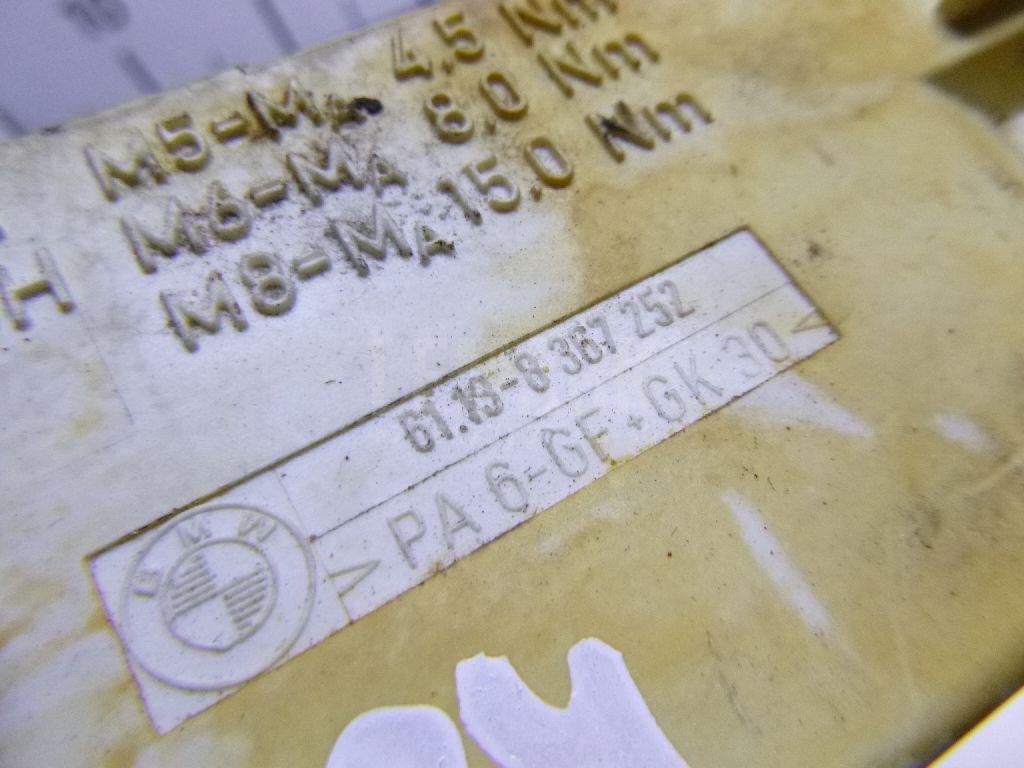 M5=MA 4.5 Nm
M6=MA 8.0 Nm
M8=MA 15.0 Nm
H
61.13-8 367 252
>PA 6-GF+GK 30<
BMW